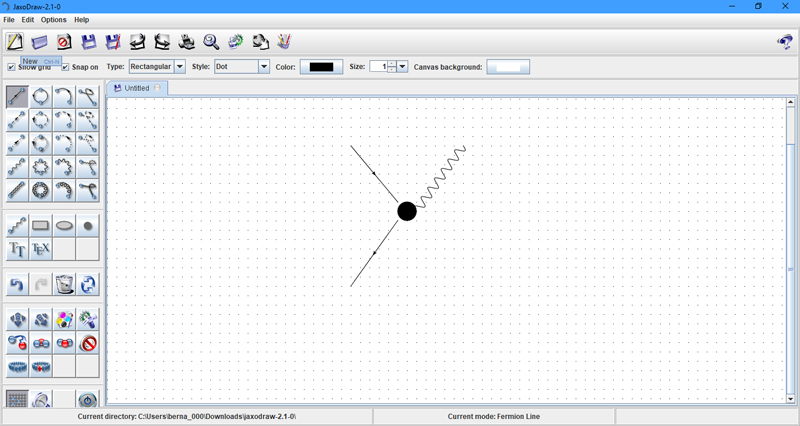 JaxoDraw-2.1-0
File Edit Options Help
New Ctrl-N
Show grid Snap on Type: Rectangular Style: Dot Color: Size: 1 Canvas background:
Untitled
TT TEX
Current directory: C:\Users\berna_000\Downloads\jaxodraw-2.1-0\ Current mode: Fermion Line